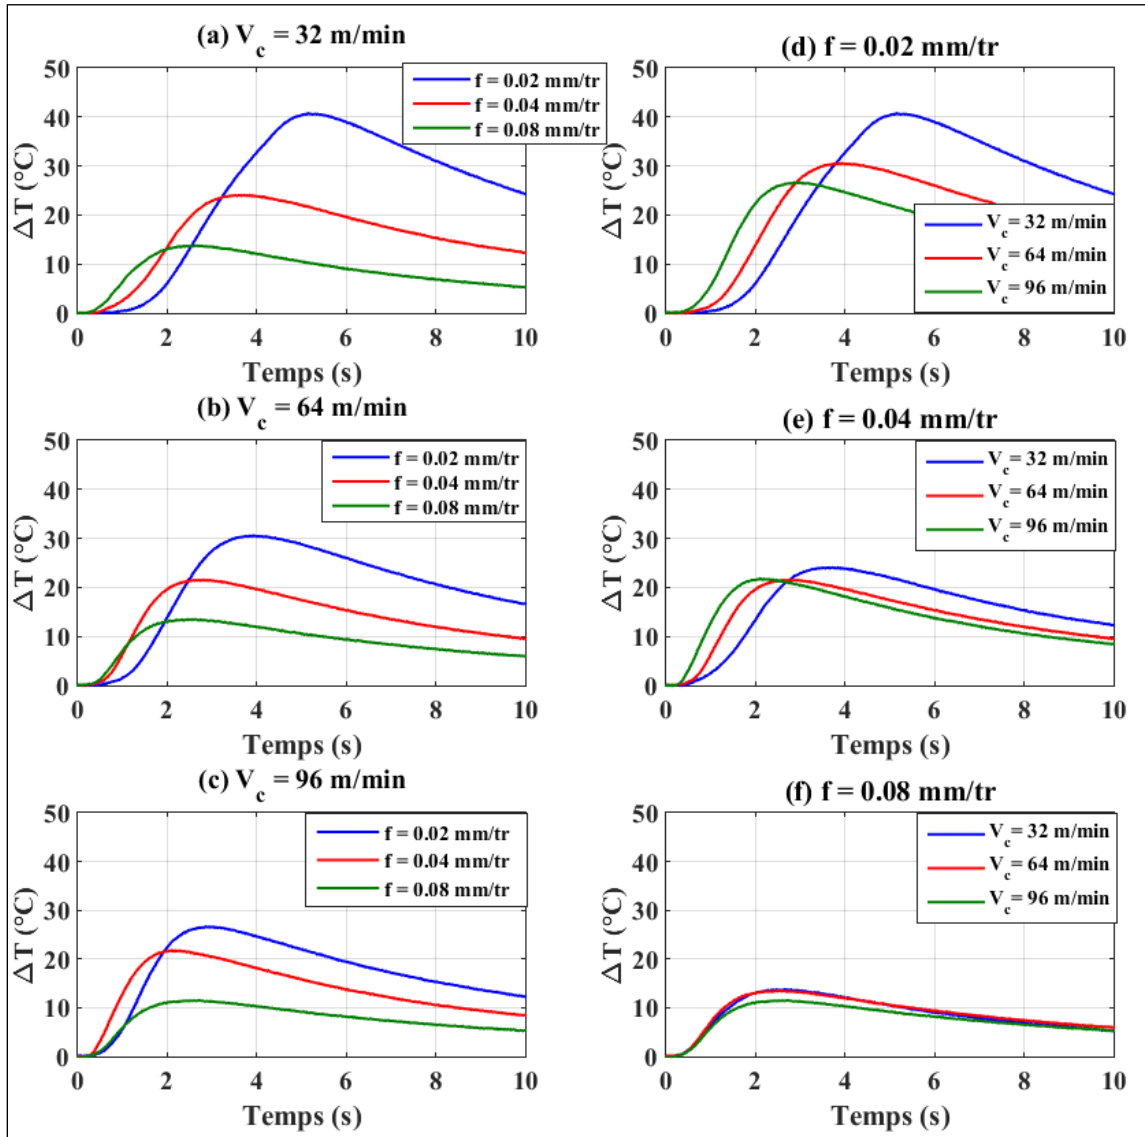 (a) V_c = 32 m/min
50
40
30
20
10
0
ΔT (°C)
0 2 4 6 8 10
Temps (s)
f = 0.02 mm/tr
f = 0.04 mm/tr
f = 0.08 mm/tr
(d) f = 0.02 mm/tr
50
40
30
20
10
0
ΔT (°C)
0 2 4 6 8 10
Temps (s)
V_c = 32 m/min
V_c = 64 m/min
V_c = 96 m/min
(b) V_c = 64 m/min
50
40
30
20
10
0
ΔT (°C)
0 2 4 6 8 10
Temps (s)
f = 0.02 mm/tr
f = 0.04 mm/tr
f = 0.08 mm/tr
(e) f = 0.04 mm/tr
50
40
30
20
10
0
ΔT (°C)
0 2 4 6 8 10
Temps (s)
V_c = 32 m/min
V_c = 64 m/min
V_c = 96 m/min
(c) V_c = 96 m/min
50
40
30
20
10
0
ΔT (°C)
0 2 4 6 8 10
Temps (s)
f = 0.02 mm/tr
f = 0.04 mm/tr
f = 0.08 mm/tr
(f) f = 0.08 mm/tr
50
40
30
20
10
0
ΔT (°C)
0 2 4 6 8 10
Temps (s)
V_c = 32 m/min
V_c = 64 m/min
V_c = 96 m/min